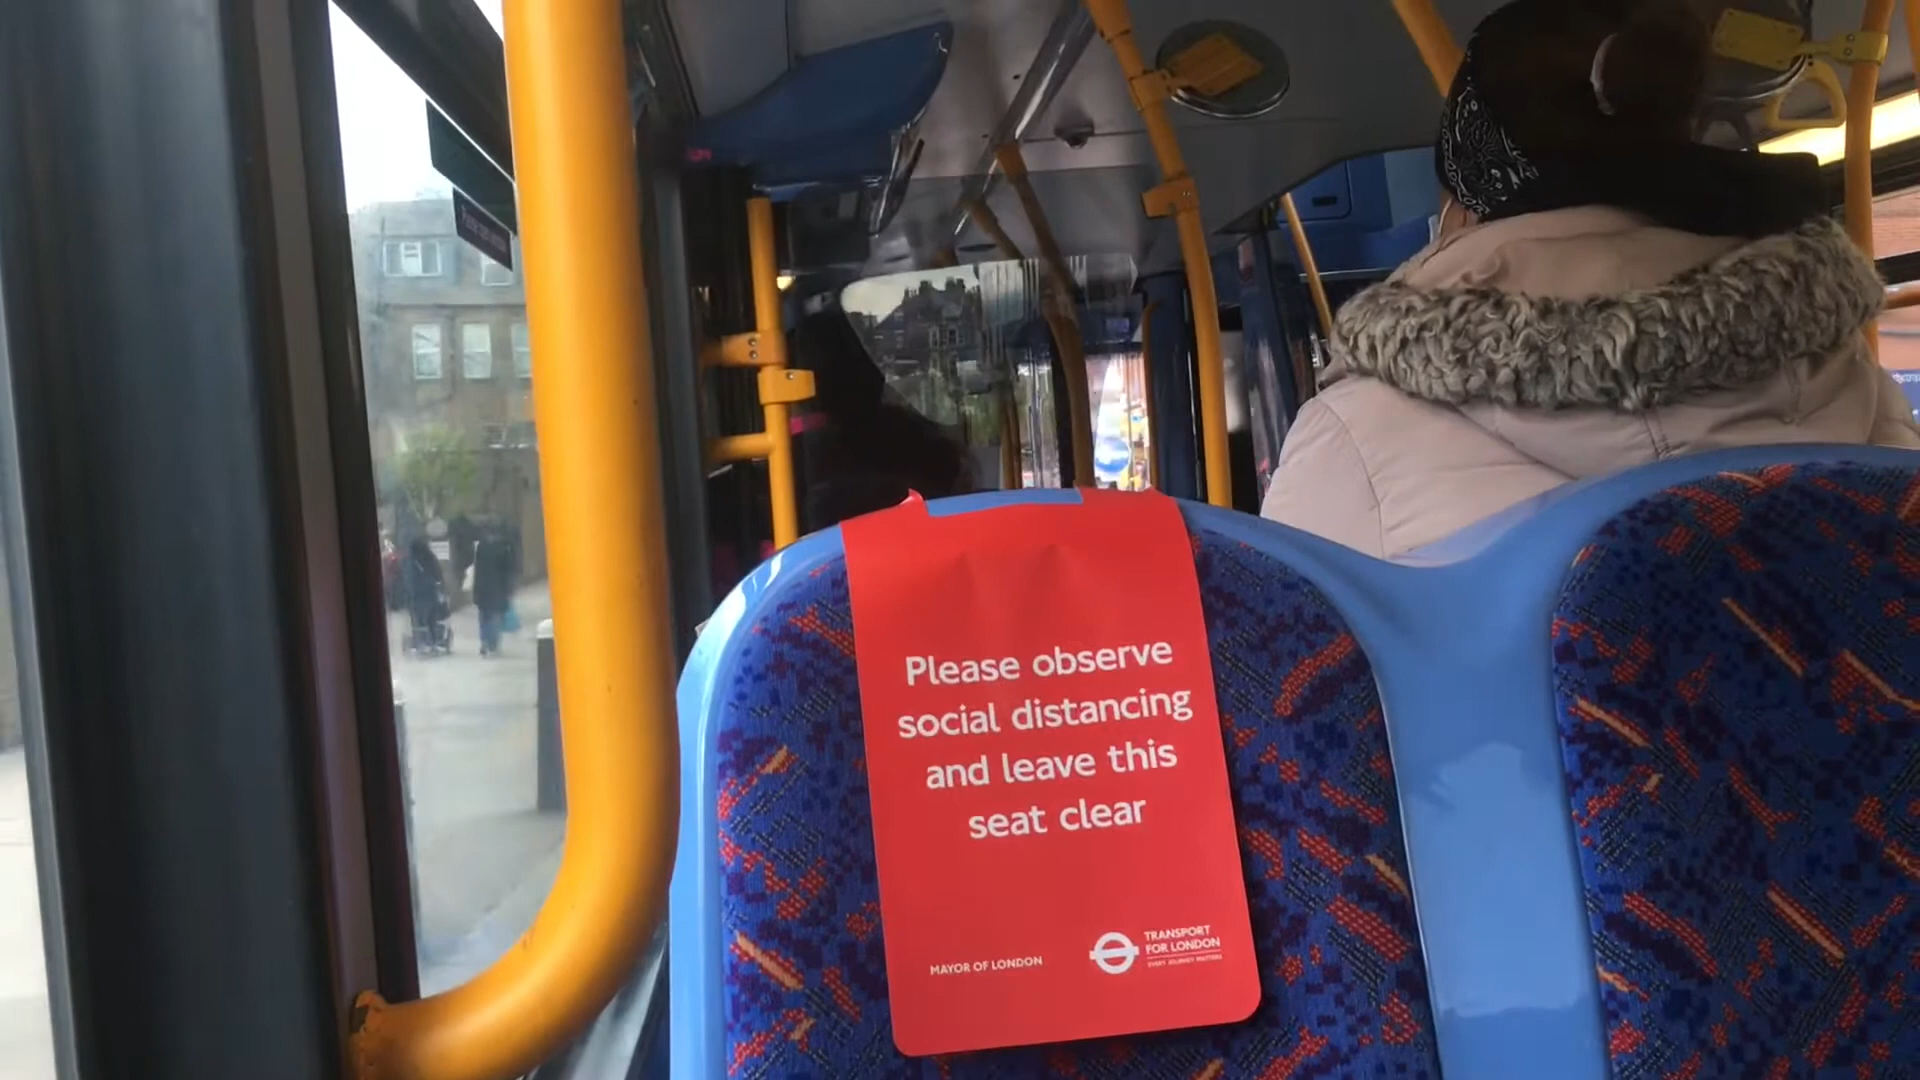 Please observe
social distancing
and leave this
seat clear
MAYOR OF LONDON
TRANSPORT
FOR LONDON
EVERY JOURNEY MATTERS